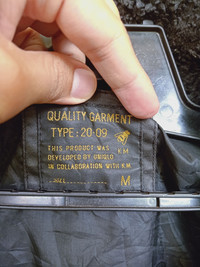 QUALITY GARMENT
TYPE: 20-09
K.M
THIS PRODUCT WAS
DEVELOPED BY UNIQLO
IN COLLABORATION WITH K.M.
M